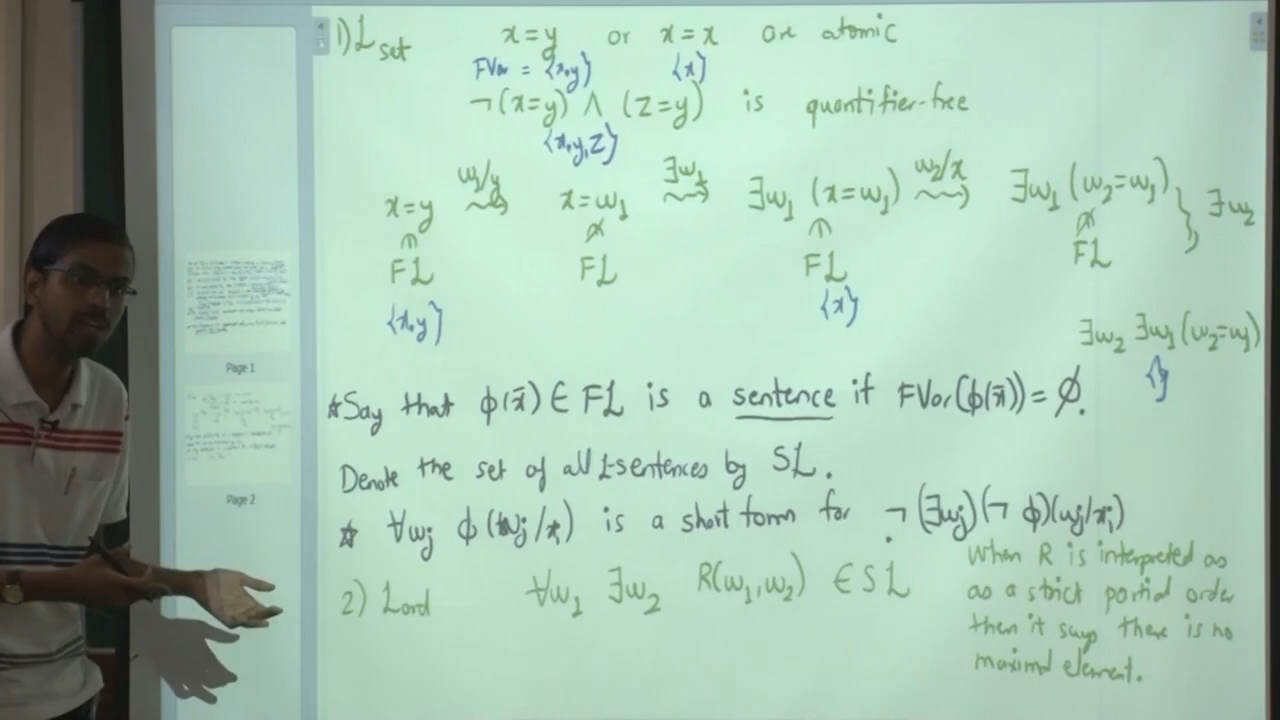 1) L_set x=y or x=x are atomic
FVar = {x,y} {x}
¬(x=y) ∧ (z=y) is quantifier-free
{x,y,z}
x=y ⇝ (w₁/y) x=w₁ ⇝ (∃w₁) ∃w₁ (x=w₁) ⇝ (w₂/x) ∃w₁ (w₂=w₁) } ∃w₂
∈ ∉ ∈ ∉
FL FL FL FL
{x,y} {x}
∃w₂ ∃w₁ (w₂=w₁)
{}
* Say that φ(x̄) ∈ FL is a sentence if FVar(φ(x̄)) = ∅.
Denote the set of all L-sentences by SL.
* ∀wⱼ φ(wⱼ/xᵢ) is a short form for ¬(∃wⱼ)(¬ φ)(wⱼ/xᵢ).
2) L_ord ∀w₁ ∃w₂ R(w₁,w₂) ∈ SL
When R is interpreted as
as a strict partial order
then it says there is no
maximal element.
Page 1
Page 2